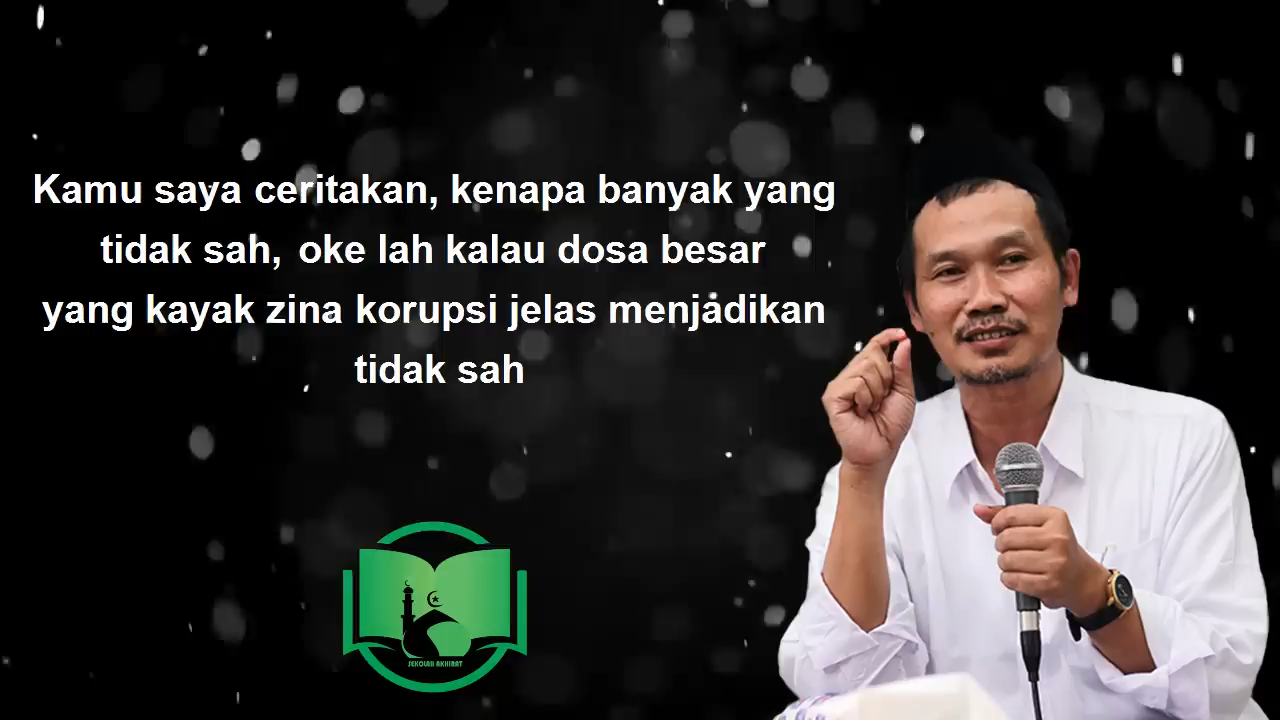 Kamu saya ceritakan, kenapa banyak yang
tidak sah, oke lah kalau dosa besar
yang kayak zina korupsi jelas menjadikan
tidak sah
SEKOLAH AKHIRAT